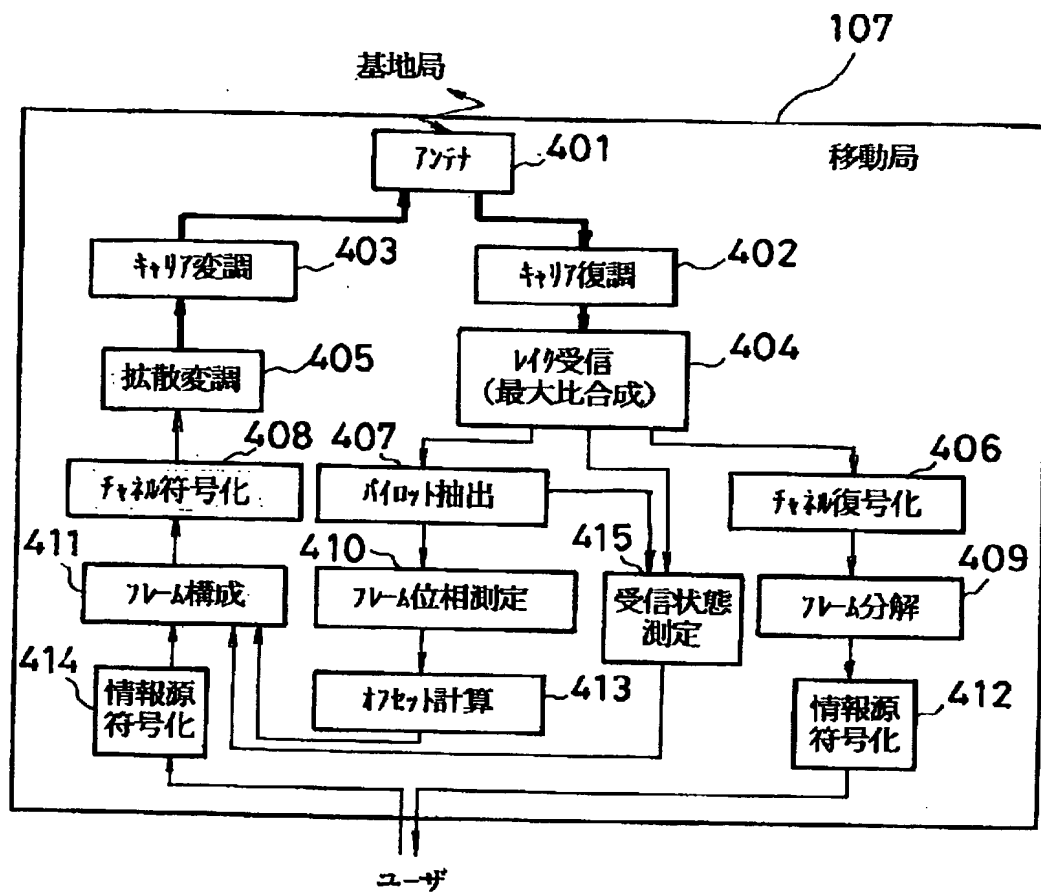 107
基地局
アンテナ
401
移動局
キャリア変調
403
キャリア復調
402
拡散変調
405
レイク受信
(最大比合成)
404
チャネル符号化
408
407
パイロット抽出
406
チャネル復号化
411
フレーム構成
410
フレーム位相測定
415
受信状態
測定
409
フレーム分解
414
情報源
符号化
オフセット計算
413
情報源
符号化
412
ユーザ